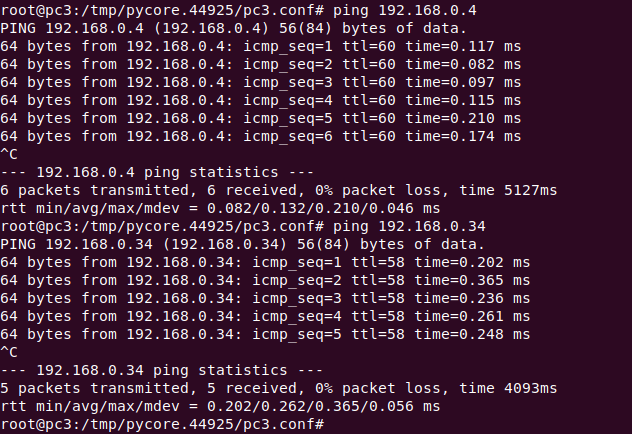 root@pc3:/tmp/pycore.44925/pc3.conf# ping 192.168.0.4
PING 192.168.0.4 (192.168.0.4) 56(84) bytes of data.
64 bytes from 192.168.0.4: icmp_seq=1 ttl=60 time=0.117 ms
64 bytes from 192.168.0.4: icmp_seq=2 ttl=60 time=0.082 ms
64 bytes from 192.168.0.4: icmp_seq=3 ttl=60 time=0.097 ms
64 bytes from 192.168.0.4: icmp_seq=4 ttl=60 time=0.115 ms
64 bytes from 192.168.0.4: icmp_seq=5 ttl=60 time=0.210 ms
64 bytes from 192.168.0.4: icmp_seq=6 ttl=60 time=0.174 ms
^C
--- 192.168.0.4 ping statistics ---
6 packets transmitted, 6 received, 0% packet loss, time 5127ms
rtt min/avg/max/mdev = 0.082/0.132/0.210/0.046 ms
root@pc3:/tmp/pycore.44925/pc3.conf# ping 192.168.0.34
PING 192.168.0.34 (192.168.0.34) 56(84) bytes of data.
64 bytes from 192.168.0.34: icmp_seq=1 ttl=58 time=0.202 ms
64 bytes from 192.168.0.34: icmp_seq=2 ttl=58 time=0.365 ms
64 bytes from 192.168.0.34: icmp_seq=3 ttl=58 time=0.236 ms
64 bytes from 192.168.0.34: icmp_seq=4 ttl=58 time=0.261 ms
64 bytes from 192.168.0.34: icmp_seq=5 ttl=58 time=0.248 ms
^C
--- 192.168.0.34 ping statistics ---
5 packets transmitted, 5 received, 0% packet loss, time 4093ms
rtt min/avg/max/mdev = 0.202/0.262/0.365/0.056 ms
root@pc3:/tmp/pycore.44925/pc3.conf#